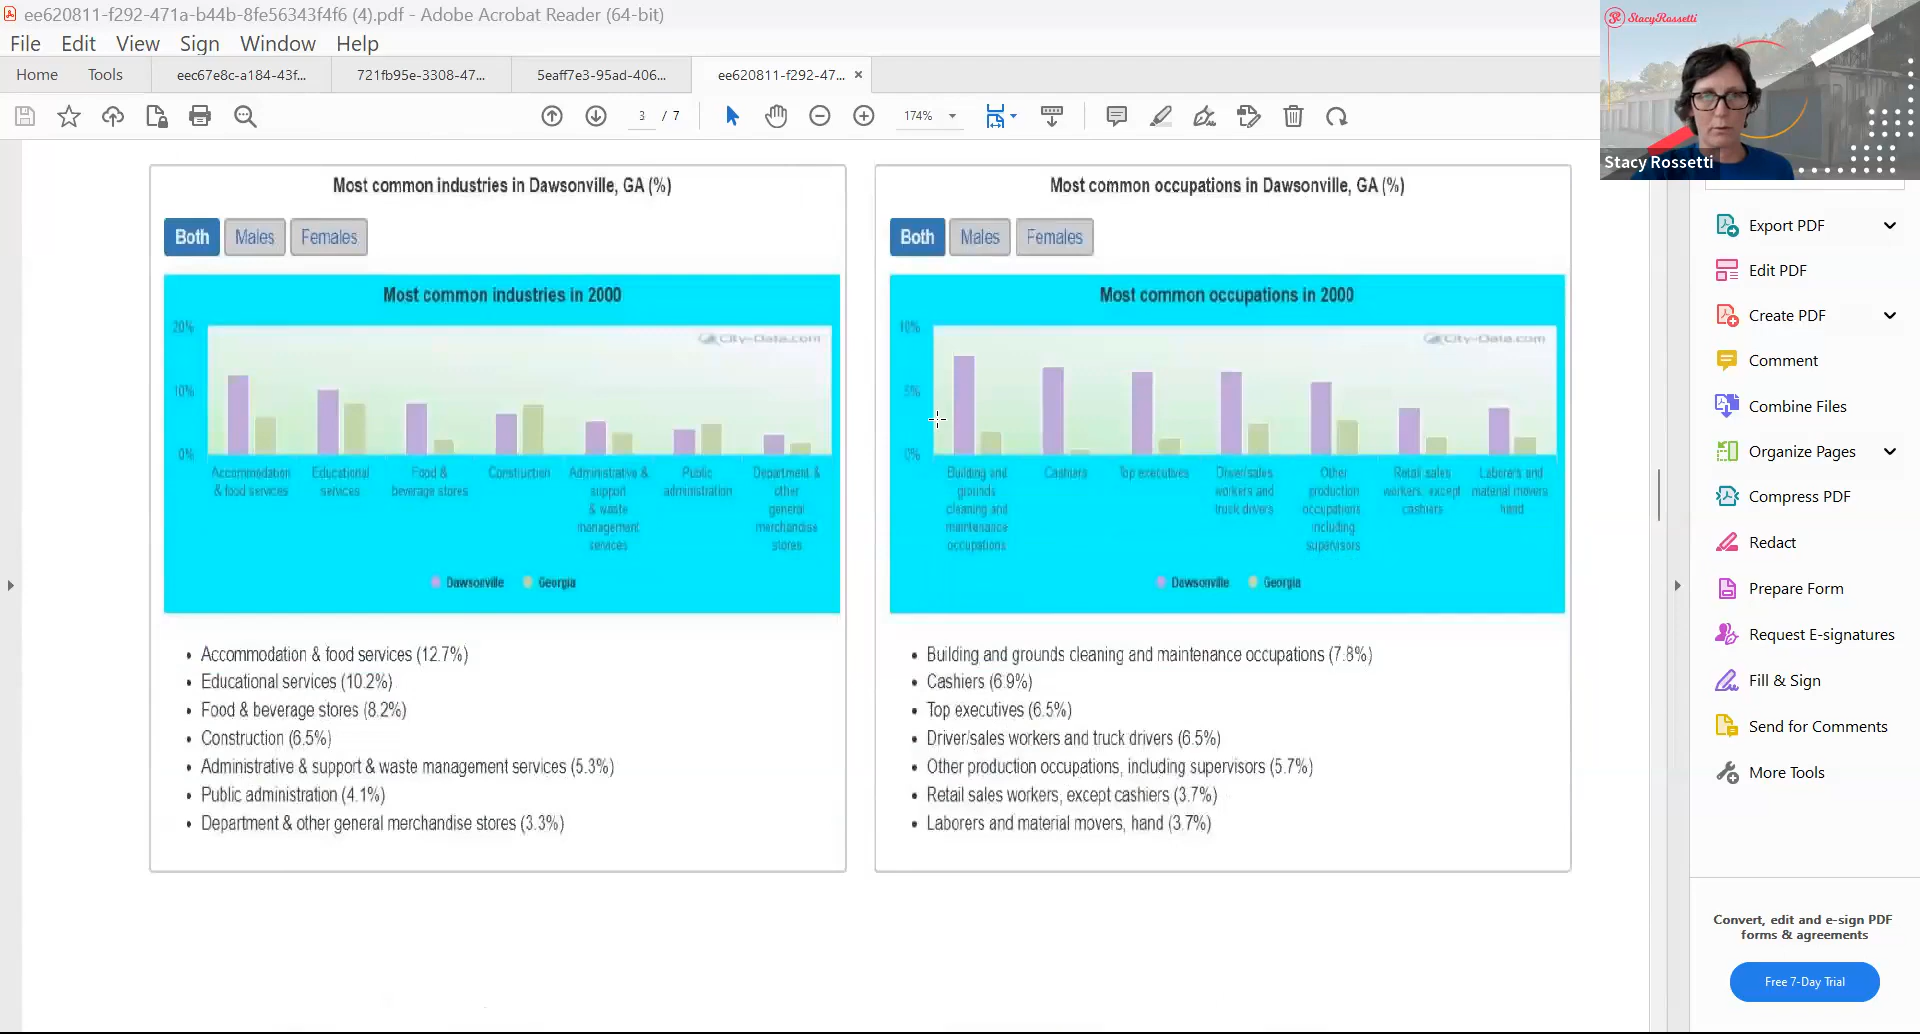 ee620811-f292-471a-b44b-8fe56343f4f6 (4).pdf - Adobe Acrobat Reader (64-bit)
File Edit View Sign Window Help
Home Tools eec67e8c-a184-43f... 721fb95e-3308-47... 5eaff7e3-95ad-406... ee620811-f292-47... ×
3 / 7 174%
StacyRossetti
Stacy Rossetti
Most common industries in Dawsonville, GA (%)
Both Males Females
Most common industries in 2000
20%
City-Data.com
10%
0%
Accommodation & food services
Educational services
Food & beverage stores
Construction
Administrative & support & waste management services
Public administration
Department & other general merchandise stores
Dawsonville Georgia
• Accommodation & food services (12.7%)
• Educational services (10.2%)
• Food & beverage stores (8.2%)
• Construction (6.5%)
• Administrative & support & waste management services (5.3%)
• Public administration (4.1%)
• Department & other general merchandise stores (3.3%)
Most common occupations in Dawsonville, GA (%)
Both Males Females
Most common occupations in 2000
10%
City-Data.com
5%
0%
Building and grounds cleaning and maintenance occupations
Cashiers
Top executives
Driver/sales workers and truck drivers
Other production occupations including supervisors
Retail sales workers, except cashiers
Laborers and material movers hand
Dawsonville Georgia
• Building and grounds cleaning and maintenance occupations (7.8%)
• Cashiers (6.9%)
• Top executives (6.5%)
• Driver/sales workers and truck drivers (6.5%)
• Other production occupations, including supervisors (5.7%)
• Retail sales workers, except cashiers (3.7%)
• Laborers and material movers, hand (3.7%)
Export PDF
Edit PDF
Create PDF
Comment
Combine Files
Organize Pages
Compress PDF
Redact
Prepare Form
Request E-signatures
Fill & Sign
Send for Comments
More Tools
Convert, edit and e-sign PDF
forms & agreements
Free 7-Day Trial